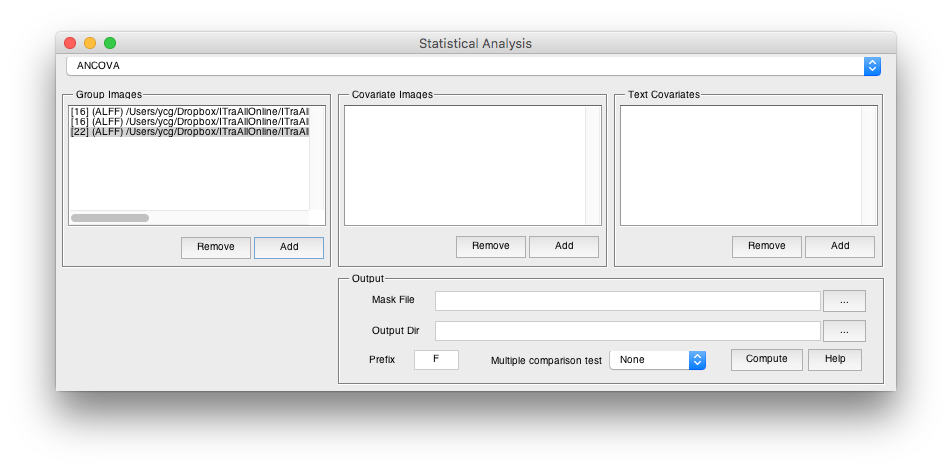 Statistical Analysis
ANCOVA
Group Images
[16] (ALFF) /Users/ycg/Dropbox/ITraAllOnline/ITraAll
[16] (ALFF) /Users/ycg/Dropbox/ITraAllOnline/ITraAll
[22] (ALFF) /Users/ycg/Dropbox/ITraAllOnline/ITraAll
Remove Add
Covariate Images
Remove Add
Text Covariates
Remove Add
Output
Mask File ...
Output Dir ...
Prefix F Multiple comparison test None Compute Help